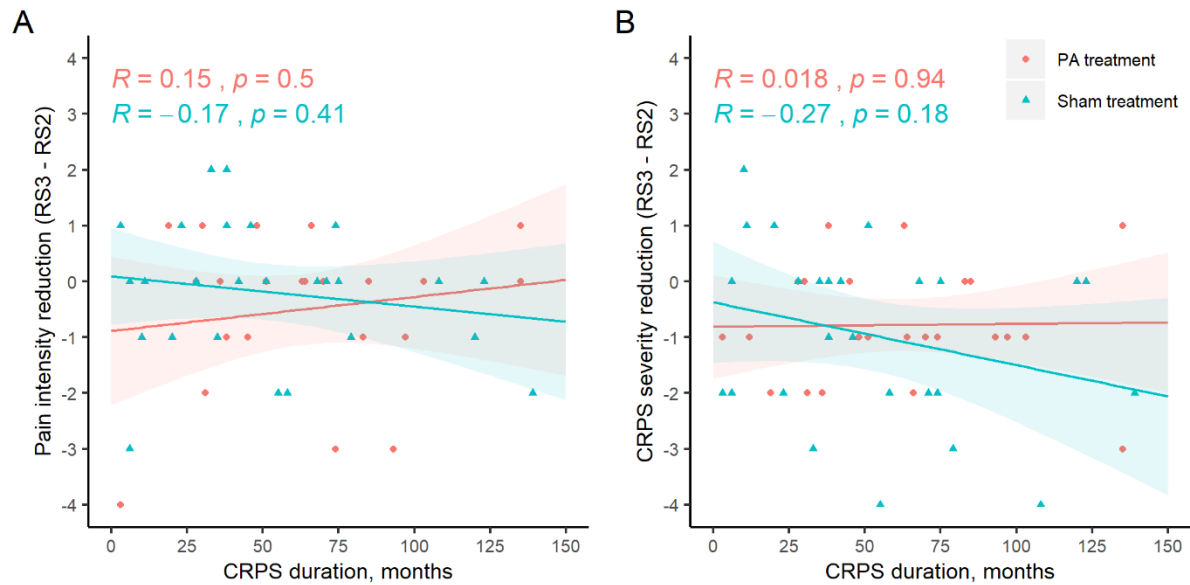 A
R = 0.15 , p = 0.5
R = −0.17 , p = 0.41
Pain intensity reduction (RS3 - RS2)
4
3
2
1
0
-1
-2
-3
-4
0 25 50 75 100 125 150
CRPS duration, months
B
R = 0.018 , p = 0.94
R = −0.27 , p = 0.18
PA treatment
Sham treatment
CRPS severity reduction (RS3 - RS2)
4
3
2
1
0
-1
-2
-3
-4
0 25 50 75 100 125 150
CRPS duration, months